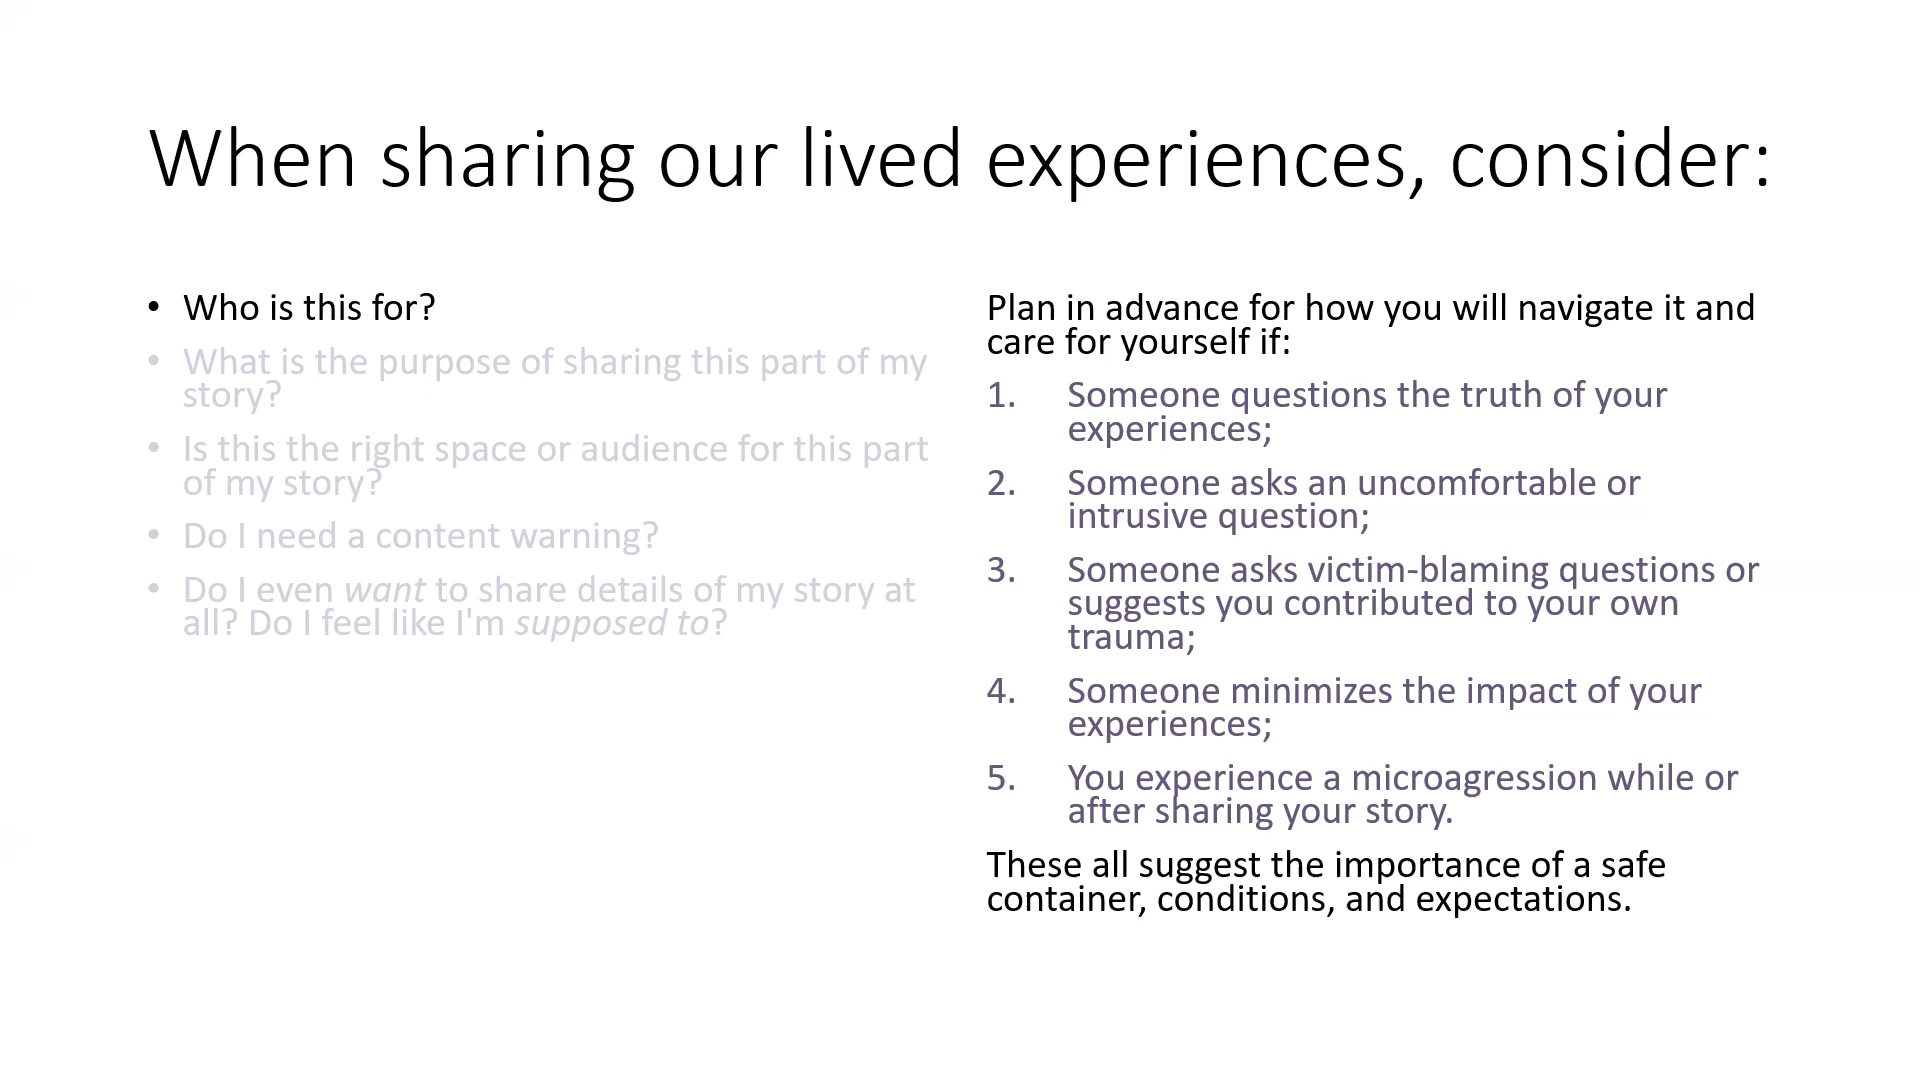 When sharing our lived experiences, consider:
• Who is this for?
• What is the purpose of sharing this part of my
story?
• Is this the right space or audience for this part
of my story?
• Do I need a content warning?
• Do I even want to share details of my story at
all? Do I feel like I'm supposed to?
Plan in advance for how you will navigate it and
care for yourself if:
1. Someone questions the truth of your
experiences;
2. Someone asks an uncomfortable or
intrusive question;
3. Someone asks victim-blaming questions or
suggests you contributed to your own
trauma;
4. Someone minimizes the impact of your
experiences;
5. You experience a microagression while or
after sharing your story.
These all suggest the importance of a safe
container, conditions, and expectations.